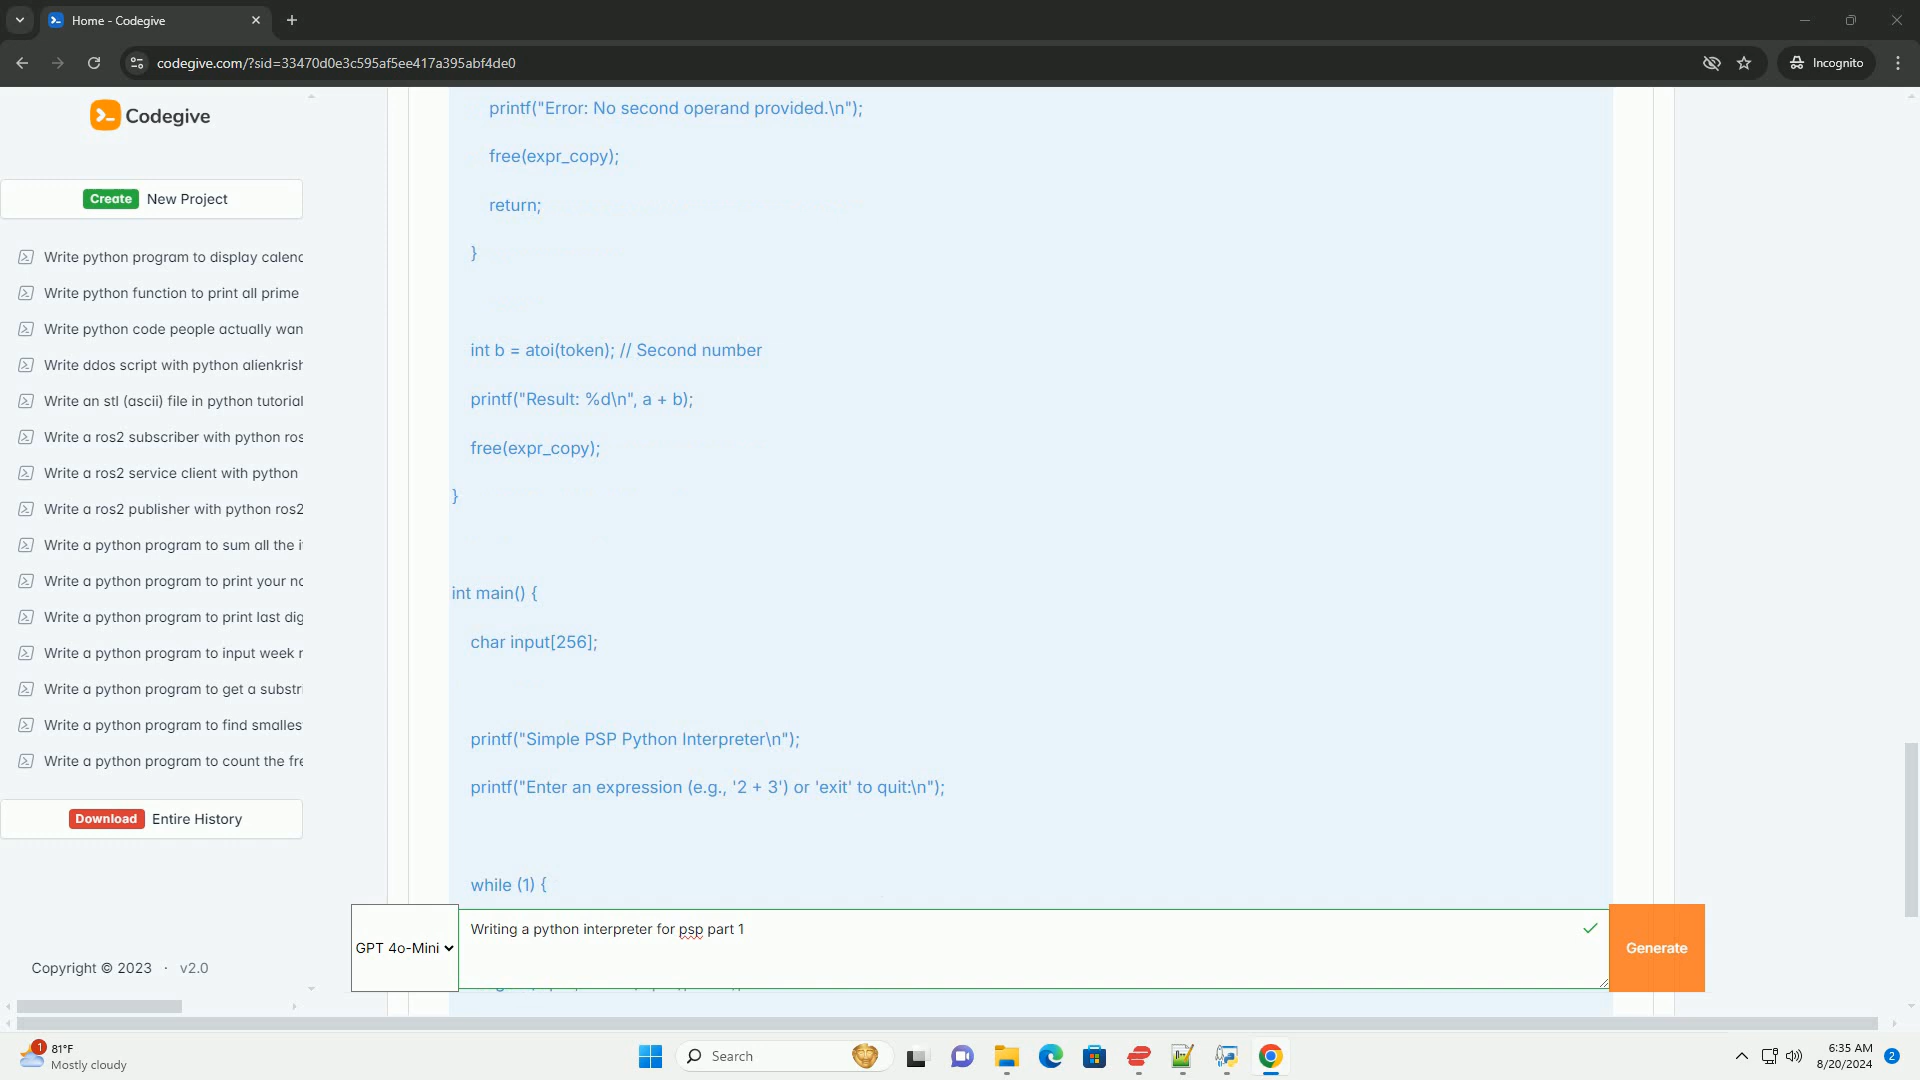 Home - Codegive
codegive.com/?sid=33470d0e3c595af5ee417a395abf4de0
Incognito
Codegive
Create New Project
Write python program to display calenc
Write python function to print all prime
Write python code people actually wan
Write ddos script with python alienkrish
Write an stl (ascii) file in python tutorial
Write a ros2 subscriber with python ros
Write a ros2 service client with python
Write a ros2 publisher with python ros2
Write a python program to sum all the i
Write a python program to print your na
Write a python program to print last dig
Write a python program to input week r
Write a python program to get a substri
Write a python program to find smalles
Write a python program to count the fre
Download Entire History
Copyright © 2023 · v2.0
printf("Error: No second operand provided.\n");
free(expr_copy);
return;
}
int b = atoi(token); // Second number
printf("Result: %d\n", a + b);
free(expr_copy);
}
int main() {
char input[256];
printf("Simple PSP Python Interpreter\n");
printf("Enter an expression (e.g., '2 + 3') or 'exit' to quit:\n");
while (1) {
GPT 4o-Mini
Writing a python interpreter for psp part 1
Generate
1
81°F
Mostly cloudy
Search
6:35 AM
8/20/2024
2